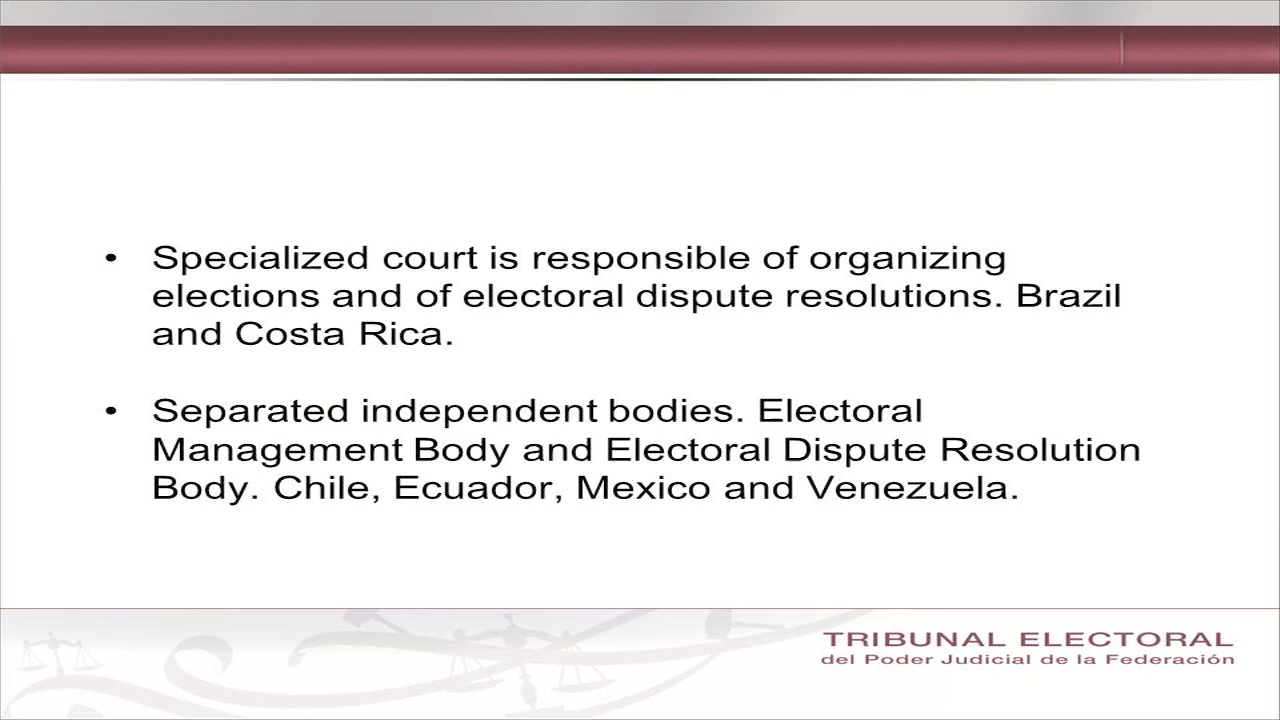 • Specialized court is responsible of organizing
elections and of electoral dispute resolutions. Brazil
and Costa Rica.
• Separated independent bodies. Electoral
Management Body and Electoral Dispute Resolution
Body. Chile, Ecuador, Mexico and Venezuela.
TRIBUNAL ELECTORAL
del Poder Judicial de la Federación